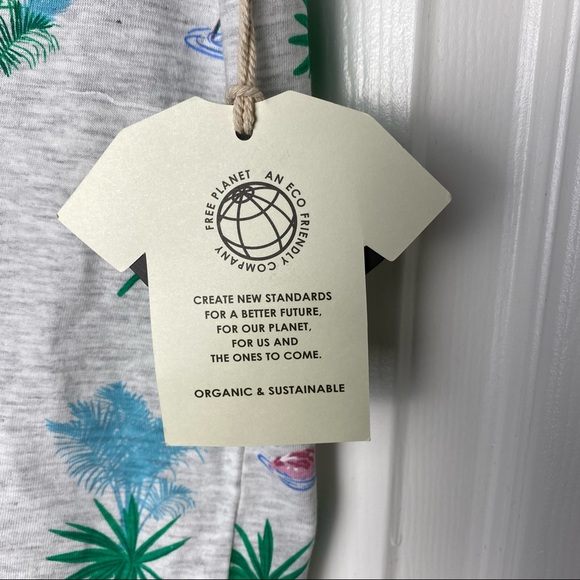 FREE PLANET AN ECO FRIENDLY COMPANY
CREATE NEW STANDARDS
FOR A BETTER FUTURE,
FOR OUR PLANET,
FOR US AND
THE ONES TO COME.
ORGANIC & SUSTAINABLE